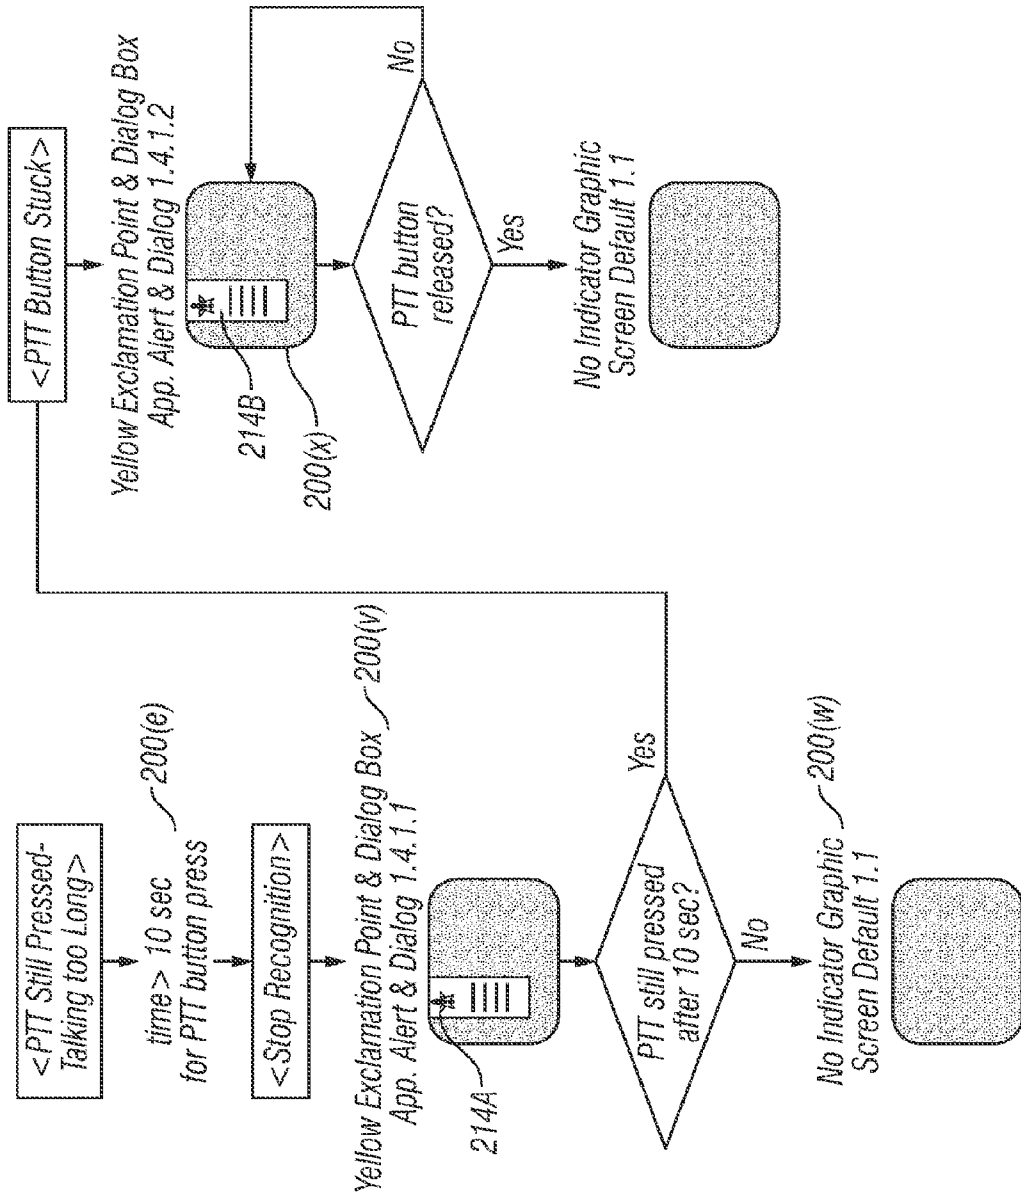 <PTT Still Pressed-
Talking too Long>
time> 10 sec
for PTT button press
200(e)
<Stop Recognition>
Yellow Exclamation Point & Dialog Box
App. Alert & Dialog 1.4.1.1
200(v)
214A
PTT still pressed
after 10 sec?
Yes
No
No Indicator Graphic
Screen Default 1.1
200(w)
<PTT Button Stuck>
Yellow Exclamation Point & Dialog Box
App. Alert & Dialog 1.4.1.2
214B
200(x)
PTT button
released?
No
Yes
No Indicator Graphic
Screen Default 1.1